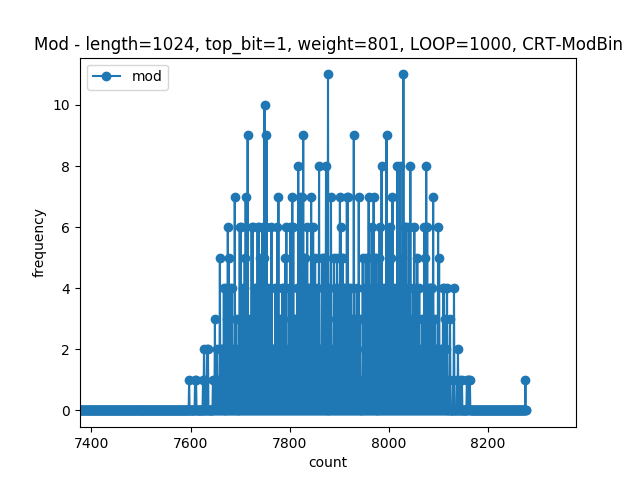 Mod - length=1024, top_bit=1, weight=801, LOOP=1000, CRT-ModBin
mod
10
8
6
4
2
0
frequency
7400 7600 7800 8000 8200
count